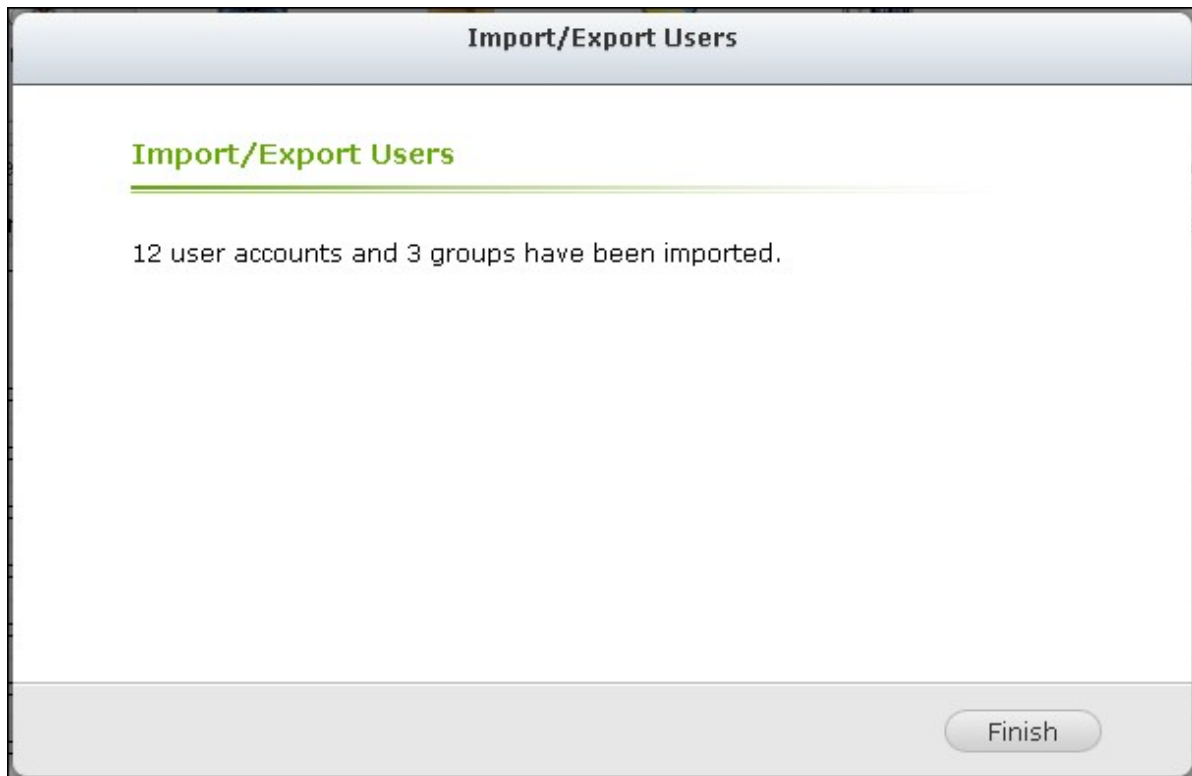 Import/Export Users
Import/Export Users
12 user accounts and 3 groups have been imported.
Finish